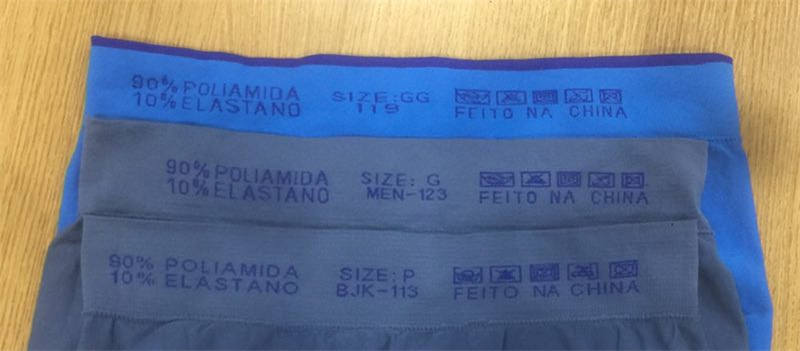 90% POLIAMIDA
10% ELASTANO
SIZE: GG
119
FEITO NA CHINA
90% POLIAMIDA
10% ELASTANO
SIZE: G
MEN-123
FEITO NA CHINA
90% POLIAMIDA
10% ELASTANO
SIZE: P
BJK-113
FEITO NA CHINA